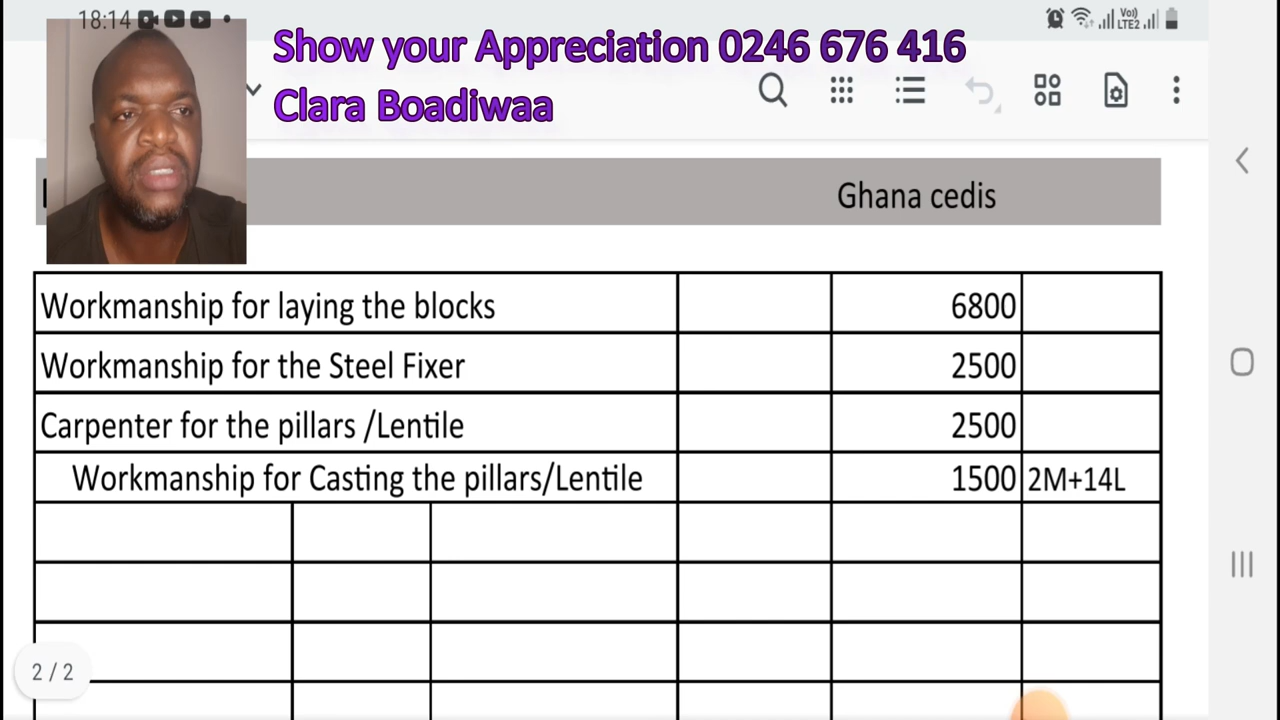 18:14
Vo))
LTE2
Show your Appreciation 0246 676 416
Clara Boadiwaa
Ghana cedis
Workmanship for laying the blocks 6800
Workmanship for the Steel Fixer 2500
Carpenter for the pillars /Lentile 2500
Workmanship for Casting the pillars/Lentile 1500 2M+14L
2 / 2